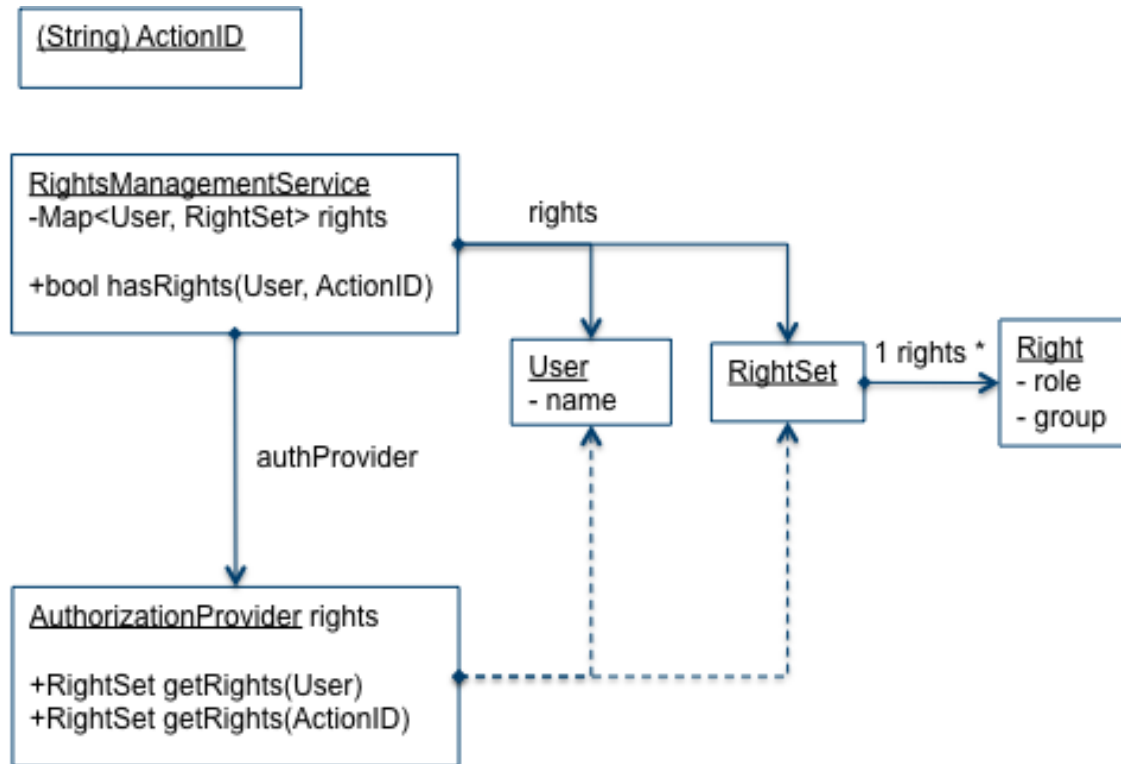 (String) ActionID
RightsManagementService
-Map<User, RightSet> rights
+bool hasRights(User, ActionID)
rights
User
- name
RightSet
1 rights *
Right
- role
- group
authProvider
AuthorizationProvider rights
+RightSet getRights(User)
+RightSet getRights(ActionID)